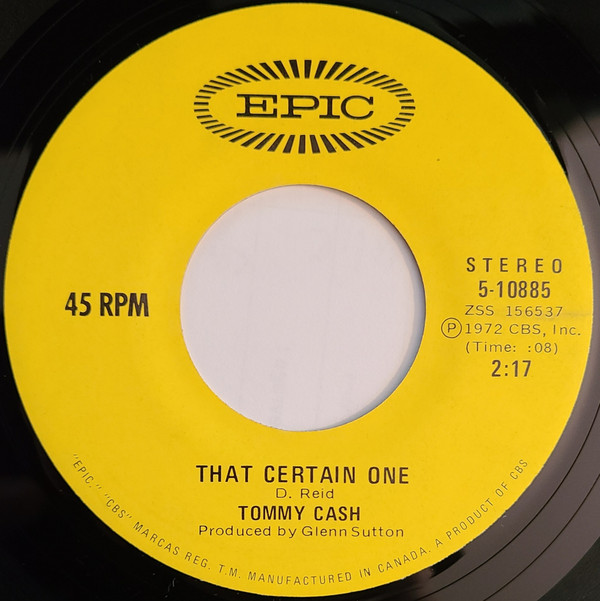 EPIC
45 RPM
STEREO
5-10885
ZSS 156537
Ⓟ1972 CBS, Inc.
(Time: :08)
2:17
THAT CERTAIN ONE
D. Reid
TOMMY CASH
Produced by Glenn Sutton
"EPIC," "CBS" MARCAS REG. T.M. MANUFACTURED IN CANADA. A PRODUCT OF CBS